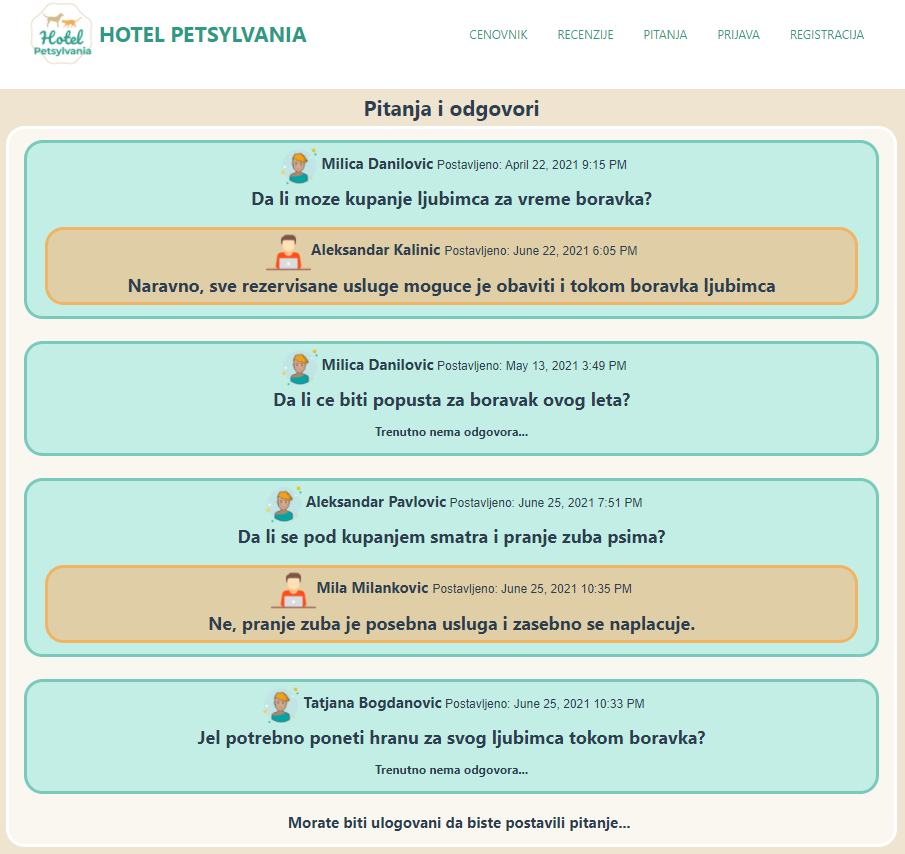 Hotel
Petsylvania
HOTEL PETSYLVANIA
CENOVNIK RECENZIJE PITANJA PRIJAVA REGISTRACIJA
Pitanja i odgovori
Milica Danilovic Postavljeno: April 22, 2021 9:15 PM
Da li moze kupanje ljubimca za vreme boravka?
Aleksandar Kalinic Postavljeno: June 22, 2021 6:05 PM
Naravno, sve rezervisane usluge moguce je obaviti i tokom boravka ljubimca
Milica Danilovic Postavljeno: May 13, 2021 3:49 PM
Da li ce biti popusta za boravak ovog leta?
Trenutno nema odgovora...
Aleksandar Pavlovic Postavljeno: June 25, 2021 7:51 PM
Da li se pod kupanjem smatra i pranje zuba psima?
Mila Milankovic Postavljeno: June 25, 2021 10:35 PM
Ne, pranje zuba je posebna usluga i zasebno se naplacuje.
Tatjana Bogdanovic Postavljeno: June 25, 2021 10:33 PM
Jel potrebno poneti hranu za svog ljubimca tokom boravka?
Trenutno nema odgovora...
Morate biti ulogovani da biste postavili pitanje...